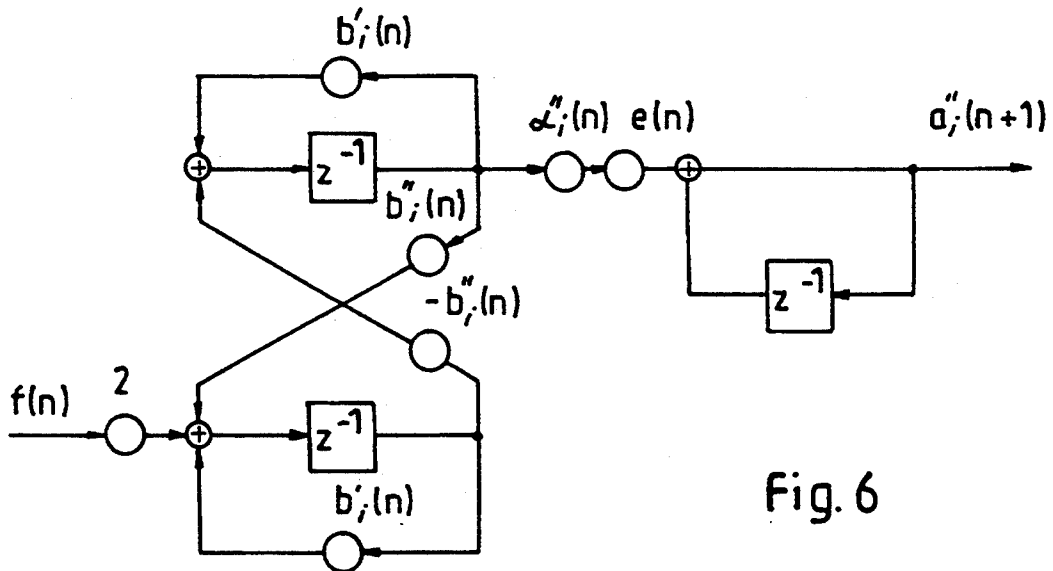 b'ᵢ(n)
z⁻¹
α''ᵢ(n) e(n)
a''ᵢ(n+1)
b''ᵢ(n)
z⁻¹
-b''ᵢ(n)
f(n)
2
z⁻¹
b'ᵢ(n)
Fig. 6